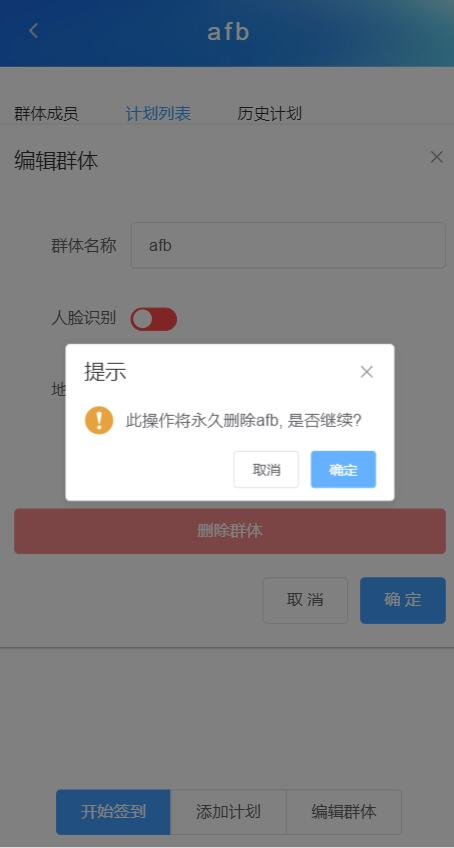 afb
群体成员 计划列表 历史计划
编辑群体
群体名称 afb
人脸识别
地
提示
此操作将永久删除afb, 是否继续?
取消 确定
删除群体
取 消 确 定
开始签到 添加计划 编辑群体